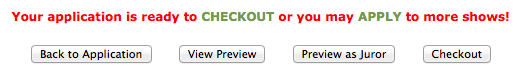 Your application is ready to CHECKOUT or you may APPLY to more shows!
Back to Application View Preview Preview as Juror Checkout